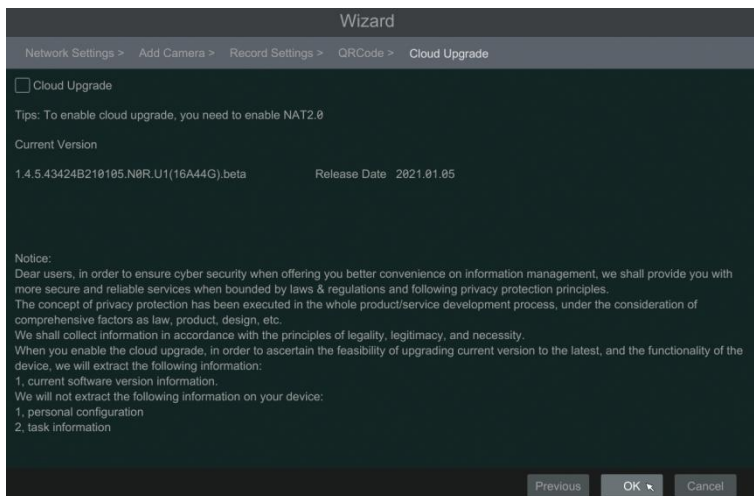 Wizard
Network Settings > Add Camera > Record Settings > QRCode > Cloud Upgrade
Cloud Upgrade
Tips: To enable cloud upgrade, you need to enable NAT2.0
Current Version
1.4.5.43424B210105.N0R.U1(16A44G).beta Release Date 2021.01.05
Notice:
Dear users, in order to ensure cyber security when offering you better convenience on information management, we shall provide you with
more secure and reliable services when bounded by laws & regulations and following privacy protection principles.
The concept of privacy protection has been executed in the whole product/service development process, under the consideration of
comprehensive factors as law, product, design, etc.
We shall collect information in accordance with the principles of legality, legitimacy, and necessity.
When you enable the cloud upgrade, in order to ascertain the feasibility of upgrading current version to the latest, and the functionality of the
device, we will extract the following information:
1, current software version information.
We will not extract the following information on your device:
1, personal configuration
2, task information
Previous OK Cancel